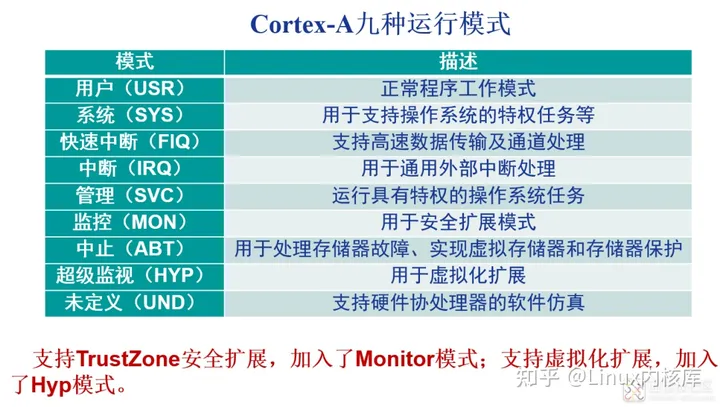 Cortex-A九种运行模式
模式 描述
用户（USR） 正常程序工作模式
系统（SYS） 用于支持操作系统的特权任务等
快速中断（FIQ） 支持高速数据传输及通道处理
中断（IRQ） 用于通用外部中断处理
管理（SVC） 运行具有特权的操作系统任务
监控（MON） 用于安全扩展模式
中止（ABT） 用于处理存储器故障、实现虚拟存储器和存储器保护
超级监视（HYP） 用于虚拟化扩展
未定义（UND） 支持硬件协处理器的软件仿真
支持TrustZone安全扩展，加入了Monitor模式；支持虚拟化扩展，加入
了Hyp模式。
知乎 @Linux内核库